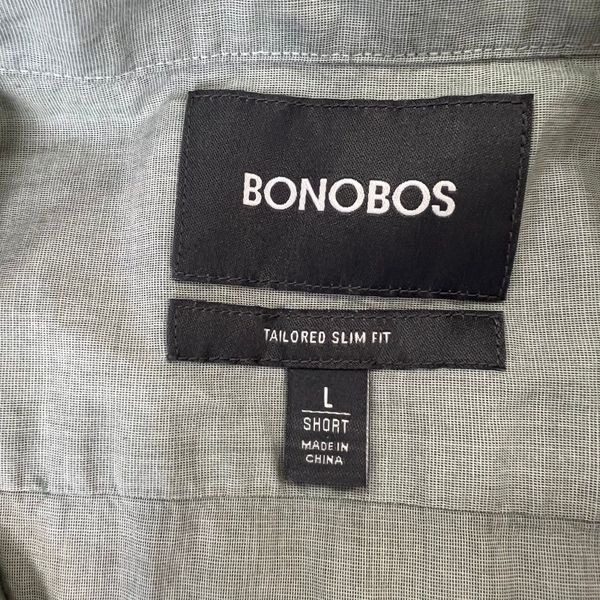 BONOBOS
TAILORED SLIM FIT
L
SHORT
MADE IN
CHINA